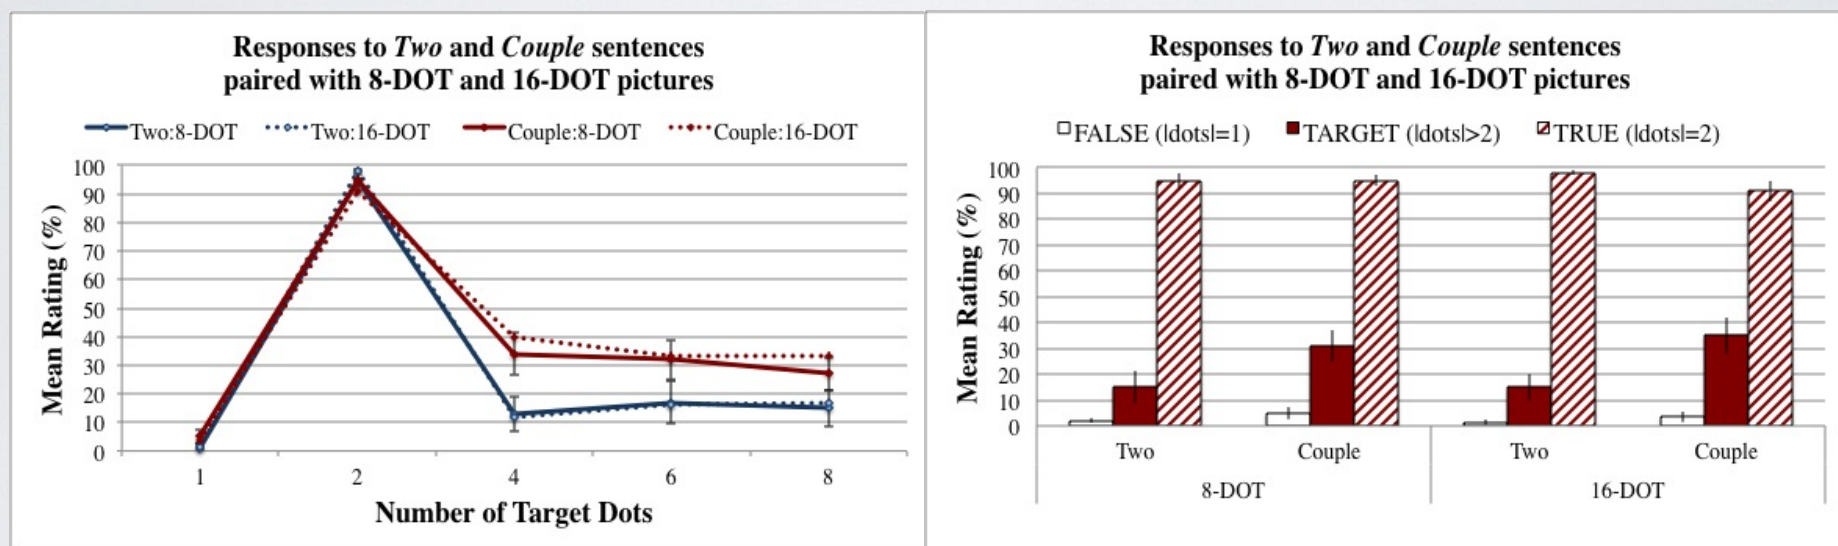 Responses to Two and Couple sentences
paired with 8-DOT and 16-DOT pictures
Two:8-DOT Two:16-DOT Couple:8-DOT Couple:16-DOT
Mean Rating (%)
100
90
80
70
60
50
40
30
20
10
0
1 2 4 6 8
Number of Target Dots
Responses to Two and Couple sentences
paired with 8-DOT and 16-DOT pictures
FALSE (|dots|=1) TARGET (|dots|>2) TRUE (|dots|=2)
Mean Rating (%)
100
90
80
70
60
50
40
30
20
10
0
Two Couple Two Couple
8-DOT 16-DOT